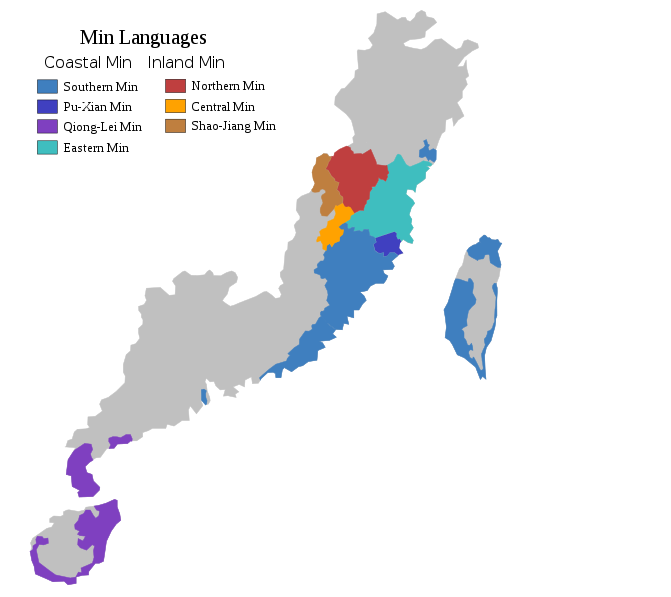 Min Languages
Coastal Min Inland Min
Southern Min Northern Min
Pu-Xian Min Central Min
Qiong-Lei Min Shao-Jiang Min
Eastern Min